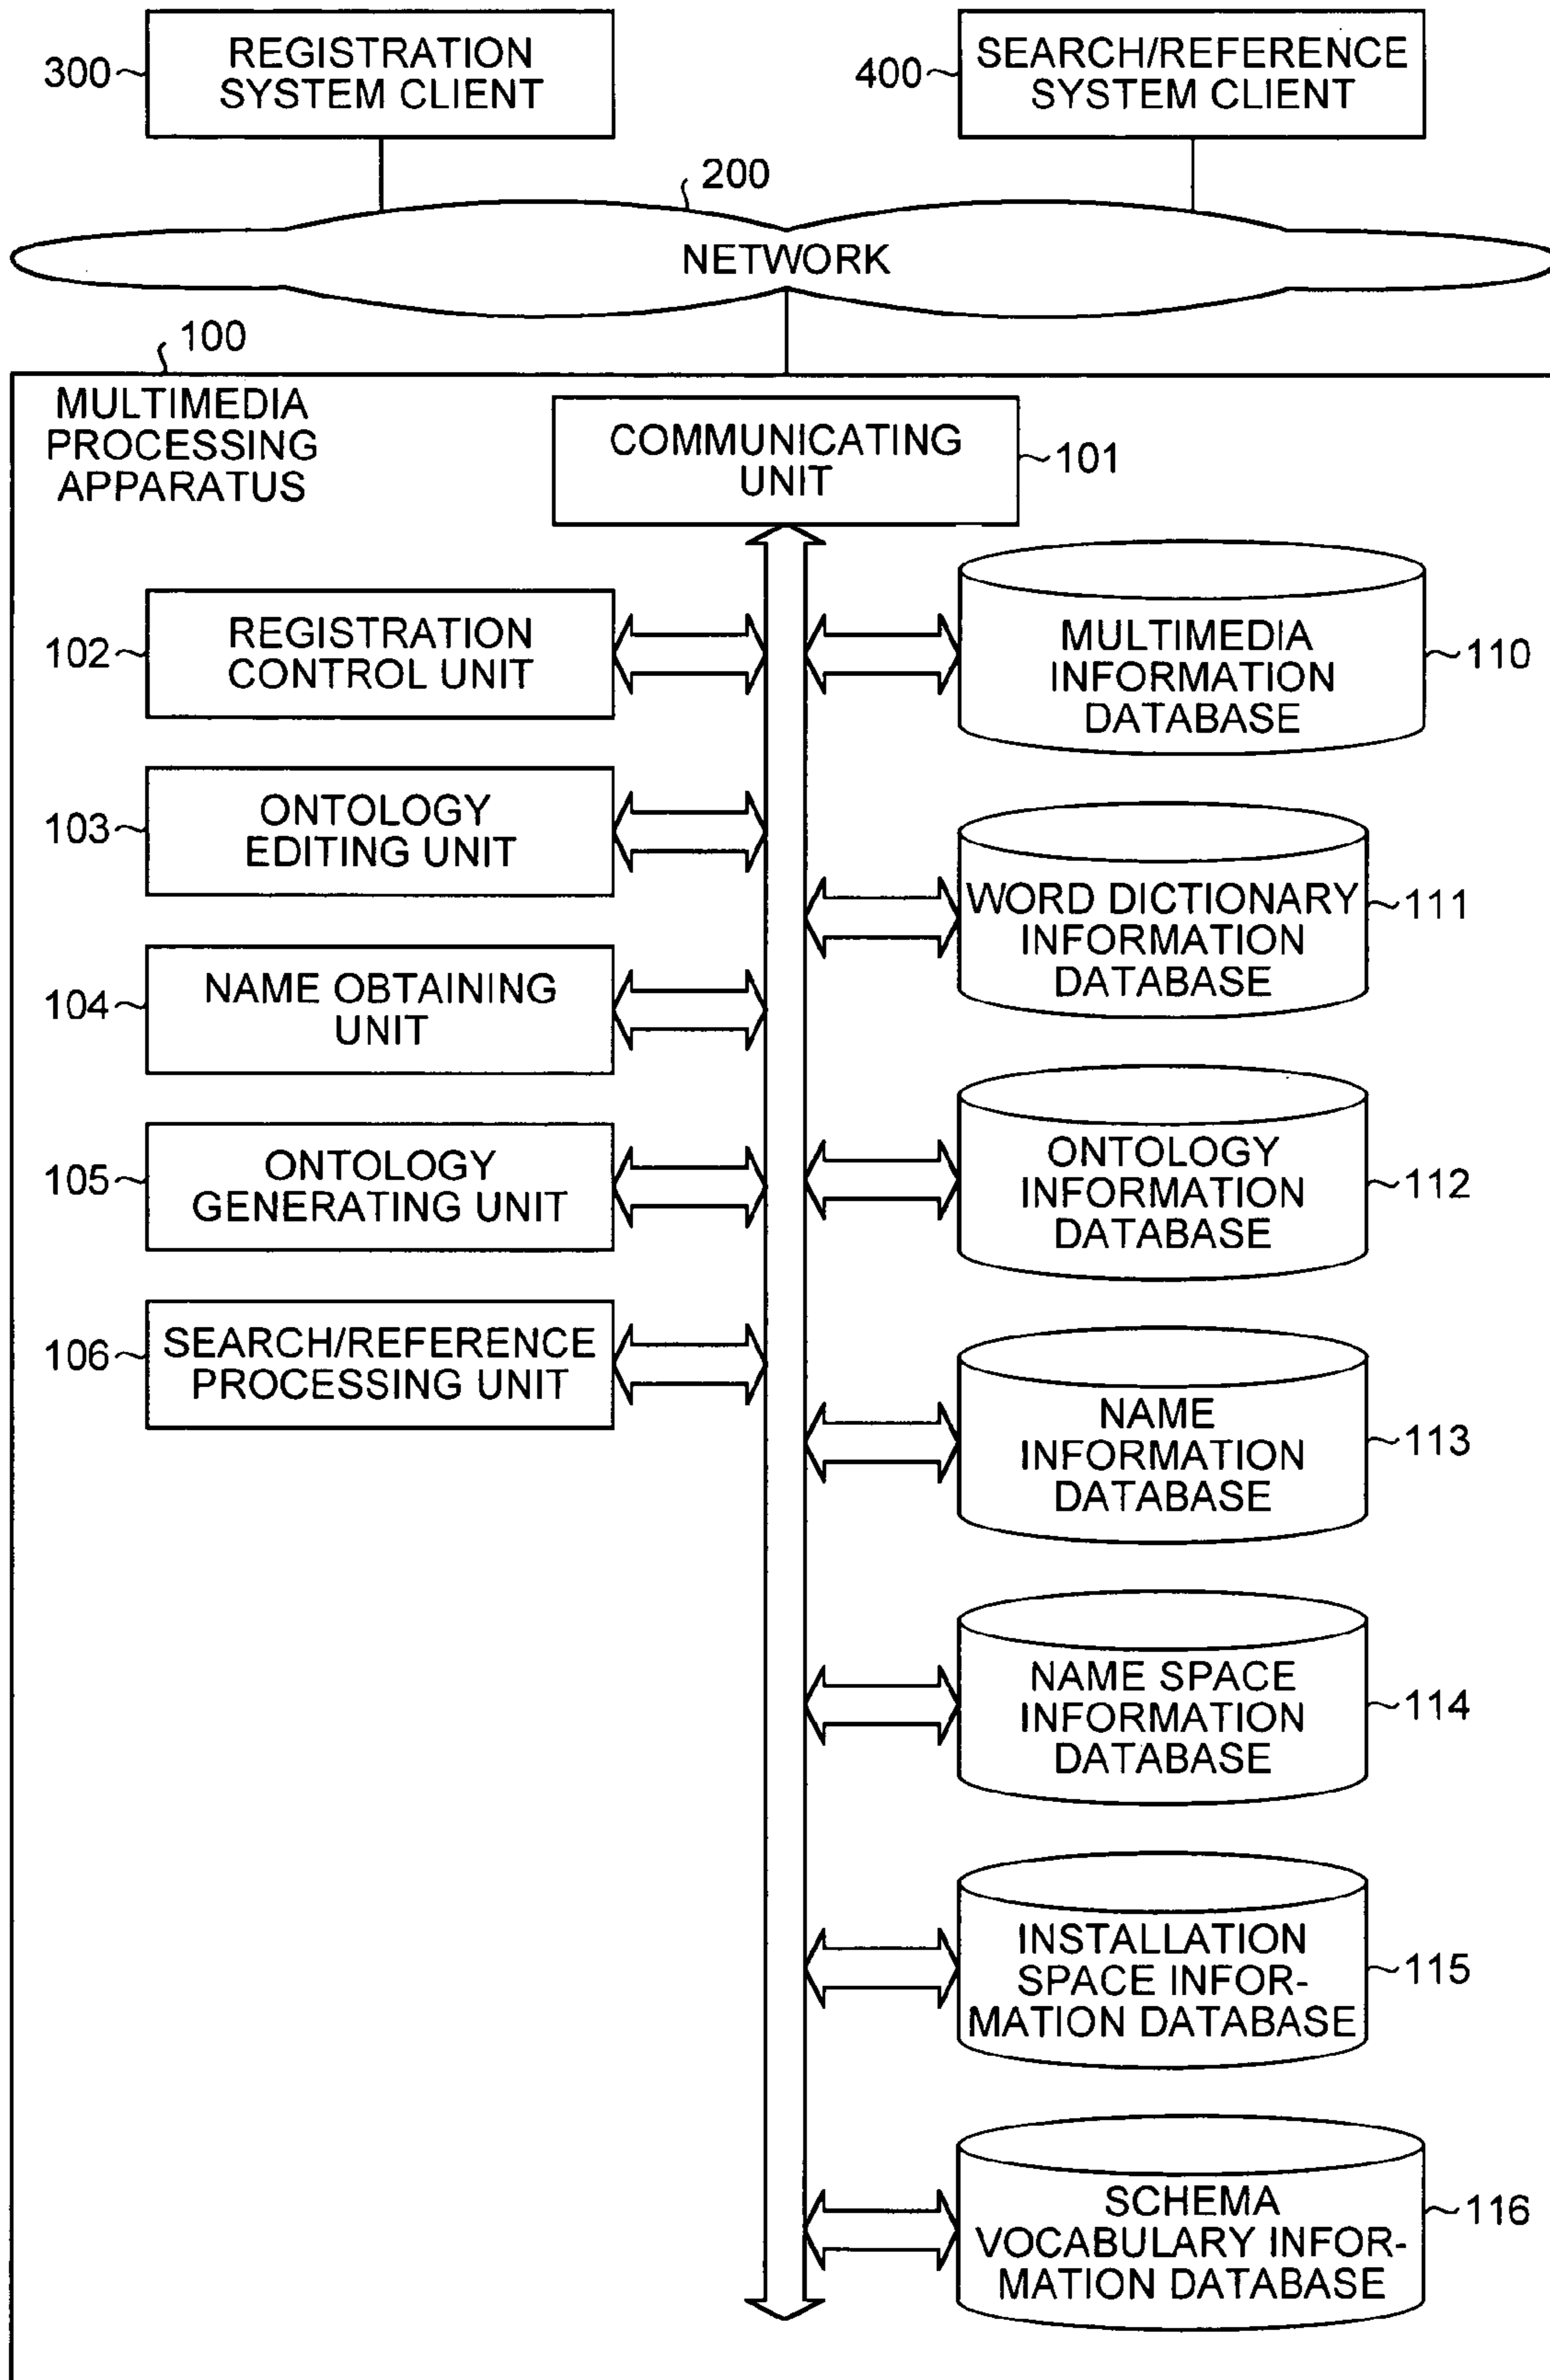 300
REGISTRATION
SYSTEM CLIENT
400
SEARCH/REFERENCE
SYSTEM CLIENT
200
NETWORK
100
MULTIMEDIA
PROCESSING
APPARATUS
COMMUNICATING
UNIT
101
102
REGISTRATION
CONTROL UNIT
MULTIMEDIA
INFORMATION
DATABASE
110
103
ONTOLOGY
EDITING UNIT
WORD DICTIONARY
INFORMATION
DATABASE
111
104
NAME OBTAINING
UNIT
105
ONTOLOGY
GENERATING UNIT
ONTOLOGY
INFORMATION
DATABASE
112
106
SEARCH/REFERENCE
PROCESSING UNIT
NAME
INFORMATION
DATABASE
113
NAME SPACE
INFORMATION
DATABASE
114
INSTALLATION
SPACE INFOR-
MATION DATABASE
115
SCHEMA
VOCABULARY INFOR-
MATION DATABASE
116